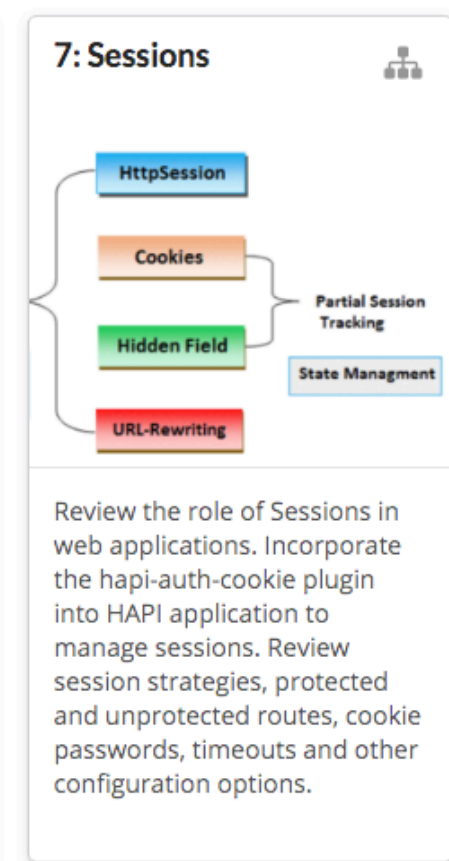 7: Sessions
HttpSession
Cookies
Hidden Field
Partial Session
Tracking
State Managment
URL-Rewriting
Review the role of Sessions in
web applications. Incorporate
the hapi-auth-cookie plugin
into HAPI application to
manage sessions. Review
session strategies, protected
and unprotected routes, cookie
passwords, timeouts and other
configuration options.